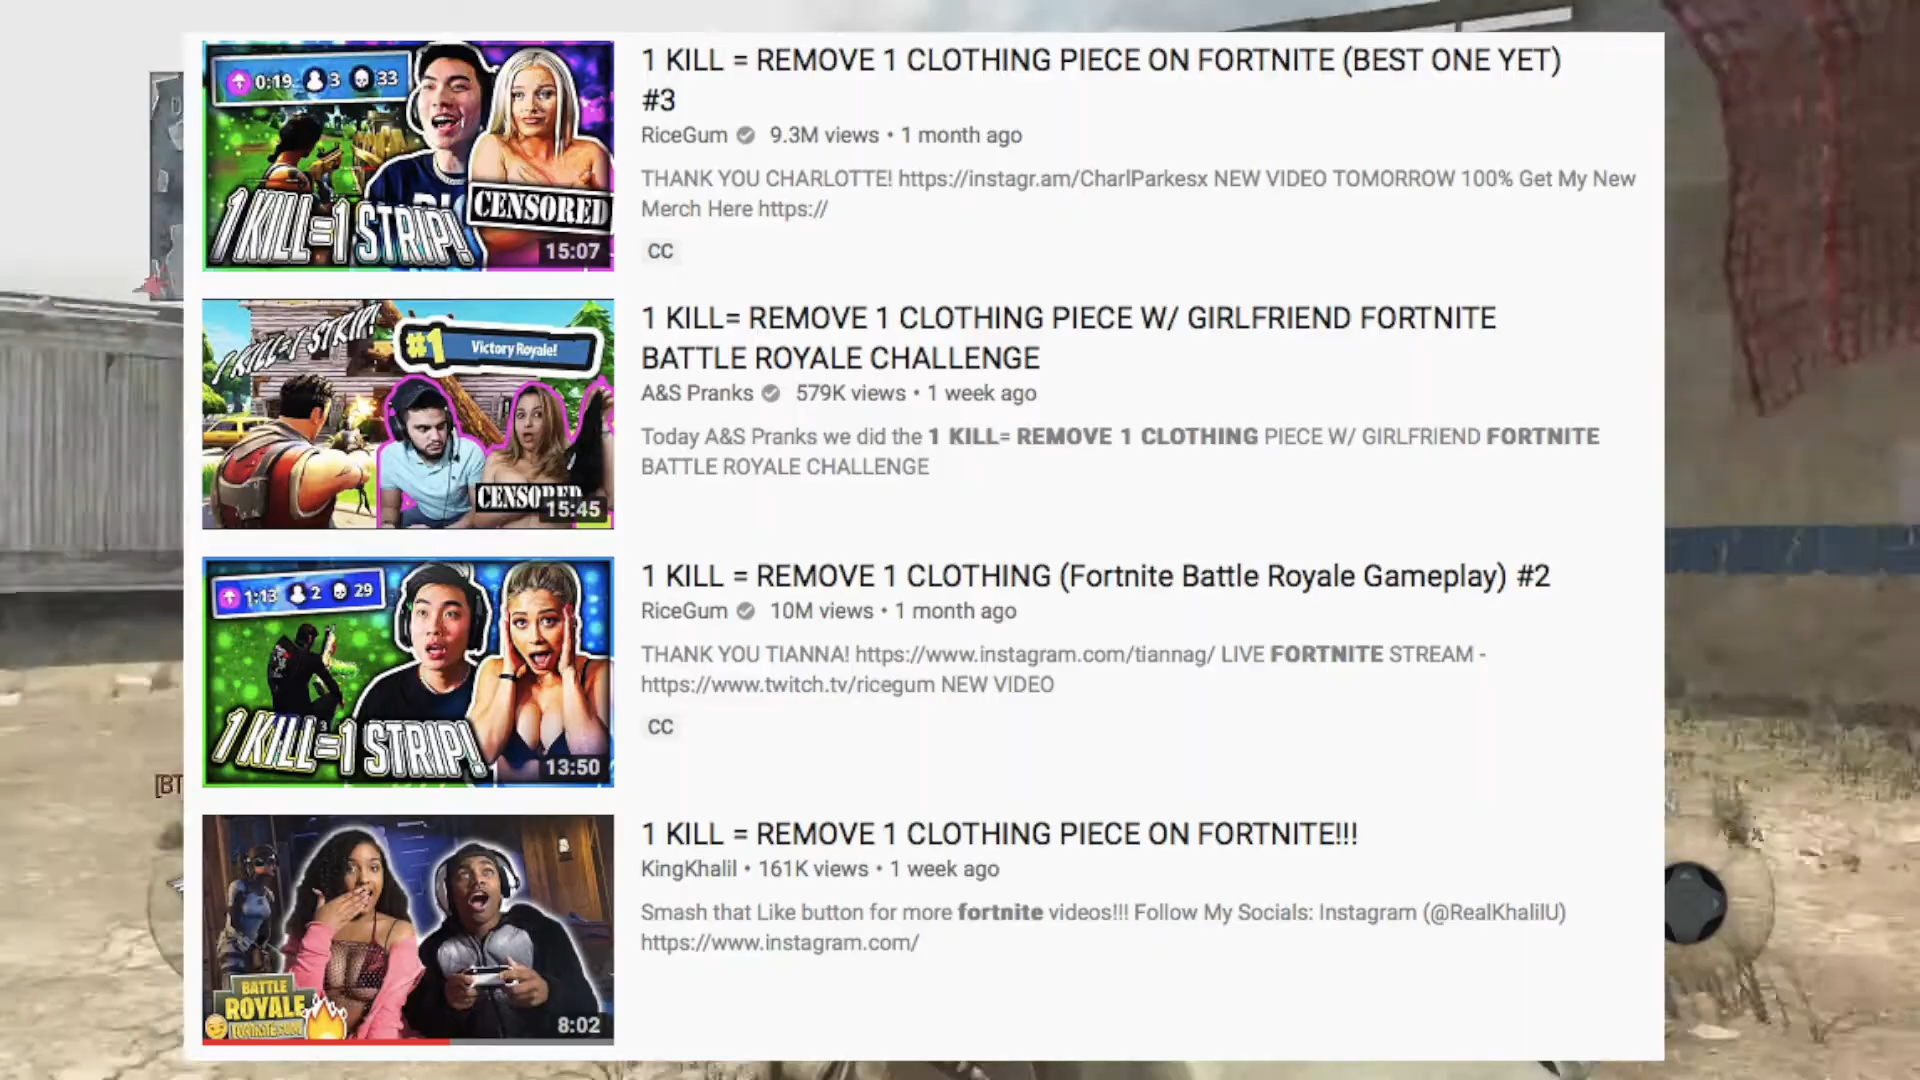 0:19 3 33
1 KILL=1 STRIP!
CENSORED
15:07
1 KILL = REMOVE 1 CLOTHING PIECE ON FORTNITE (BEST ONE YET)
#3
RiceGum 9.3M views • 1 month ago
THANK YOU CHARLOTTE! https://instagr.am/CharlParkesx NEW VIDEO TOMORROW 100% Get My New
Merch Here https://
CC
1 KILL=1 STRIP!
#1 Victory Royale!
CENSORED
15:45
1 KILL= REMOVE 1 CLOTHING PIECE W/ GIRLFRIEND FORTNITE
BATTLE ROYALE CHALLENGE
A&S Pranks 579K views • 1 week ago
Today A&S Pranks we did the 1 KILL= REMOVE 1 CLOTHING PIECE W/ GIRLFRIEND FORTNITE
BATTLE ROYALE CHALLENGE
1:13 2 29
1 KILL=1 STRIP!
13:50
1 KILL = REMOVE 1 CLOTHING (Fortnite Battle Royale Gameplay) #2
RiceGum 10M views • 1 month ago
THANK YOU TIANNA! https://www.instagram.com/tiannag/ LIVE FORTNITE STREAM -
https://www.twitch.tv/ricegum NEW VIDEO
CC
[BT
BATTLE
ROYALE
8:02
1 KILL = REMOVE 1 CLOTHING PIECE ON FORTNITE!!!
KingKhalil • 161K views • 1 week ago
Smash that Like button for more fortnite videos!!! Follow My Socials: Instagram (@RealKhalilU)
https://www.instagram.com/